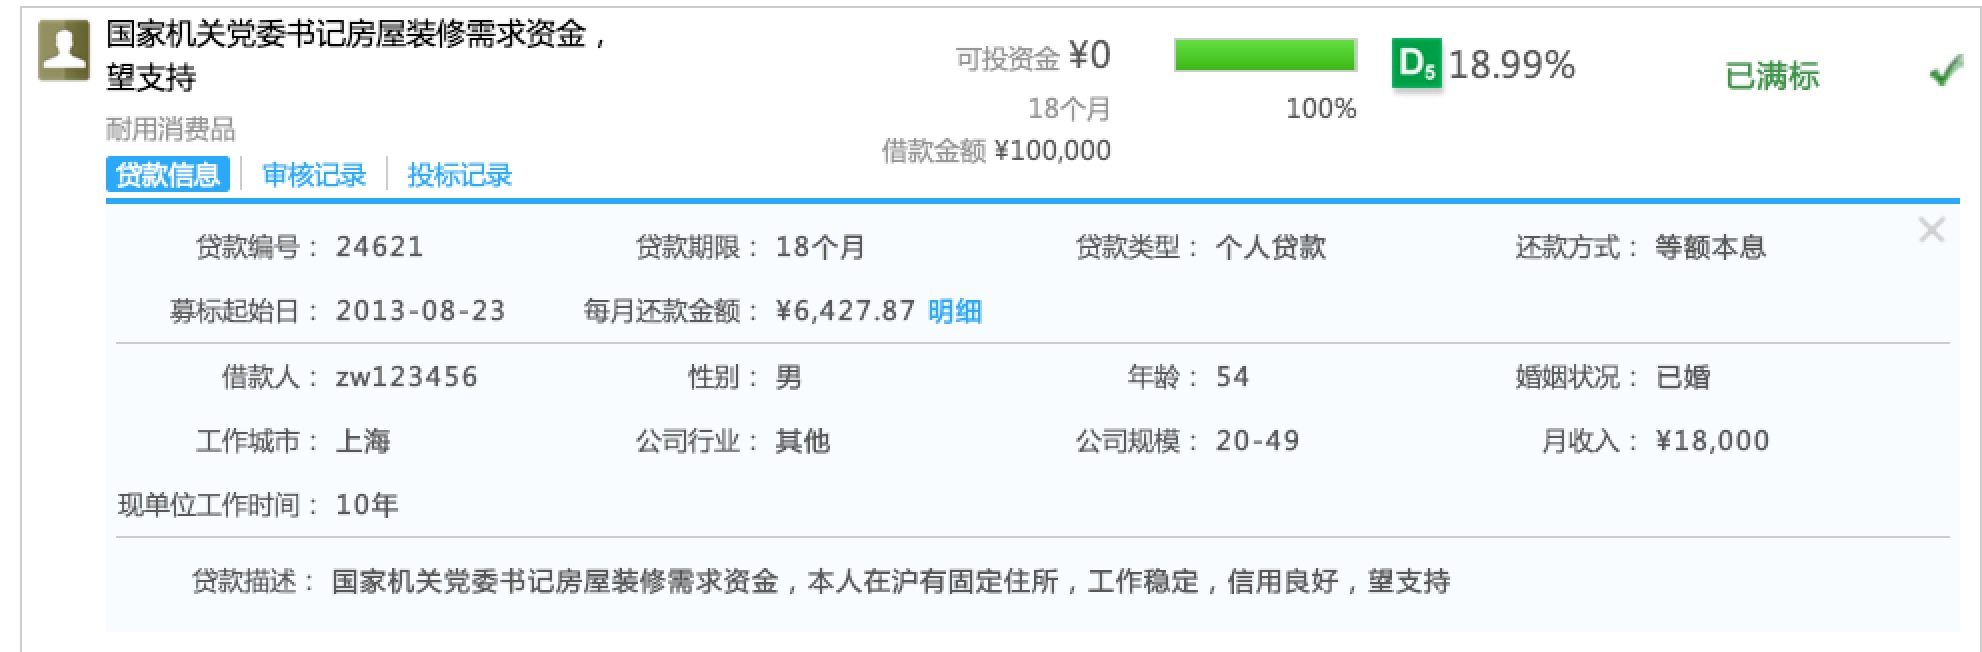 国家机关党委书记房屋装修需求资金，
望支持
耐用消费品
可投资金 ¥0
18个月
借款金额 ¥100,000
100%
D5 18.99%
已满标
贷款信息 审核记录 投标记录
贷款编号： 24621 贷款期限： 18个月 贷款类型： 个人贷款 还款方式： 等额本息
募标起始日： 2013-08-23 每月还款金额： ¥6,427.87 明细
借款人： zw123456 性别： 男 年龄： 54 婚姻状况： 已婚
工作城市： 上海 公司行业： 其他 公司规模： 20-49 月收入： ¥18,000
现单位工作时间： 10年
贷款描述： 国家机关党委书记房屋装修需求资金，本人在沪有固定住所，工作稳定，信用良好，望支持